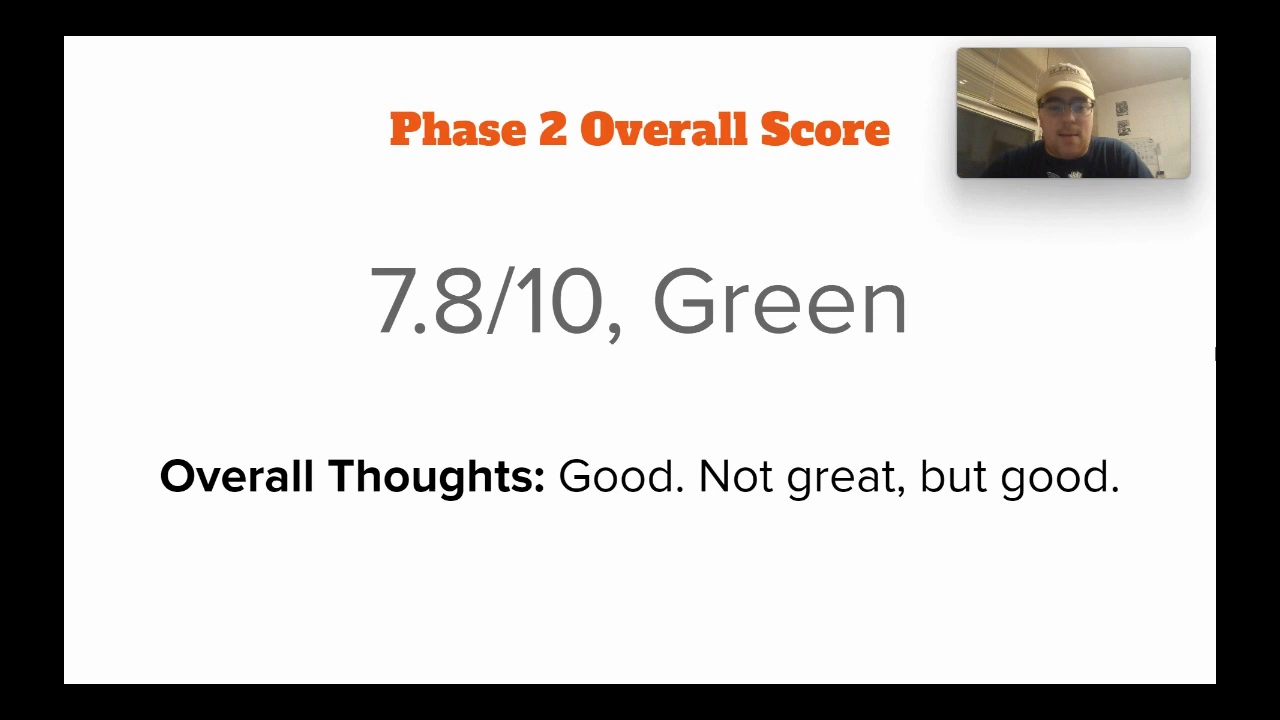 Phase 2 Overall Score
7.8/10, Green
Overall Thoughts: Good. Not great, but good.